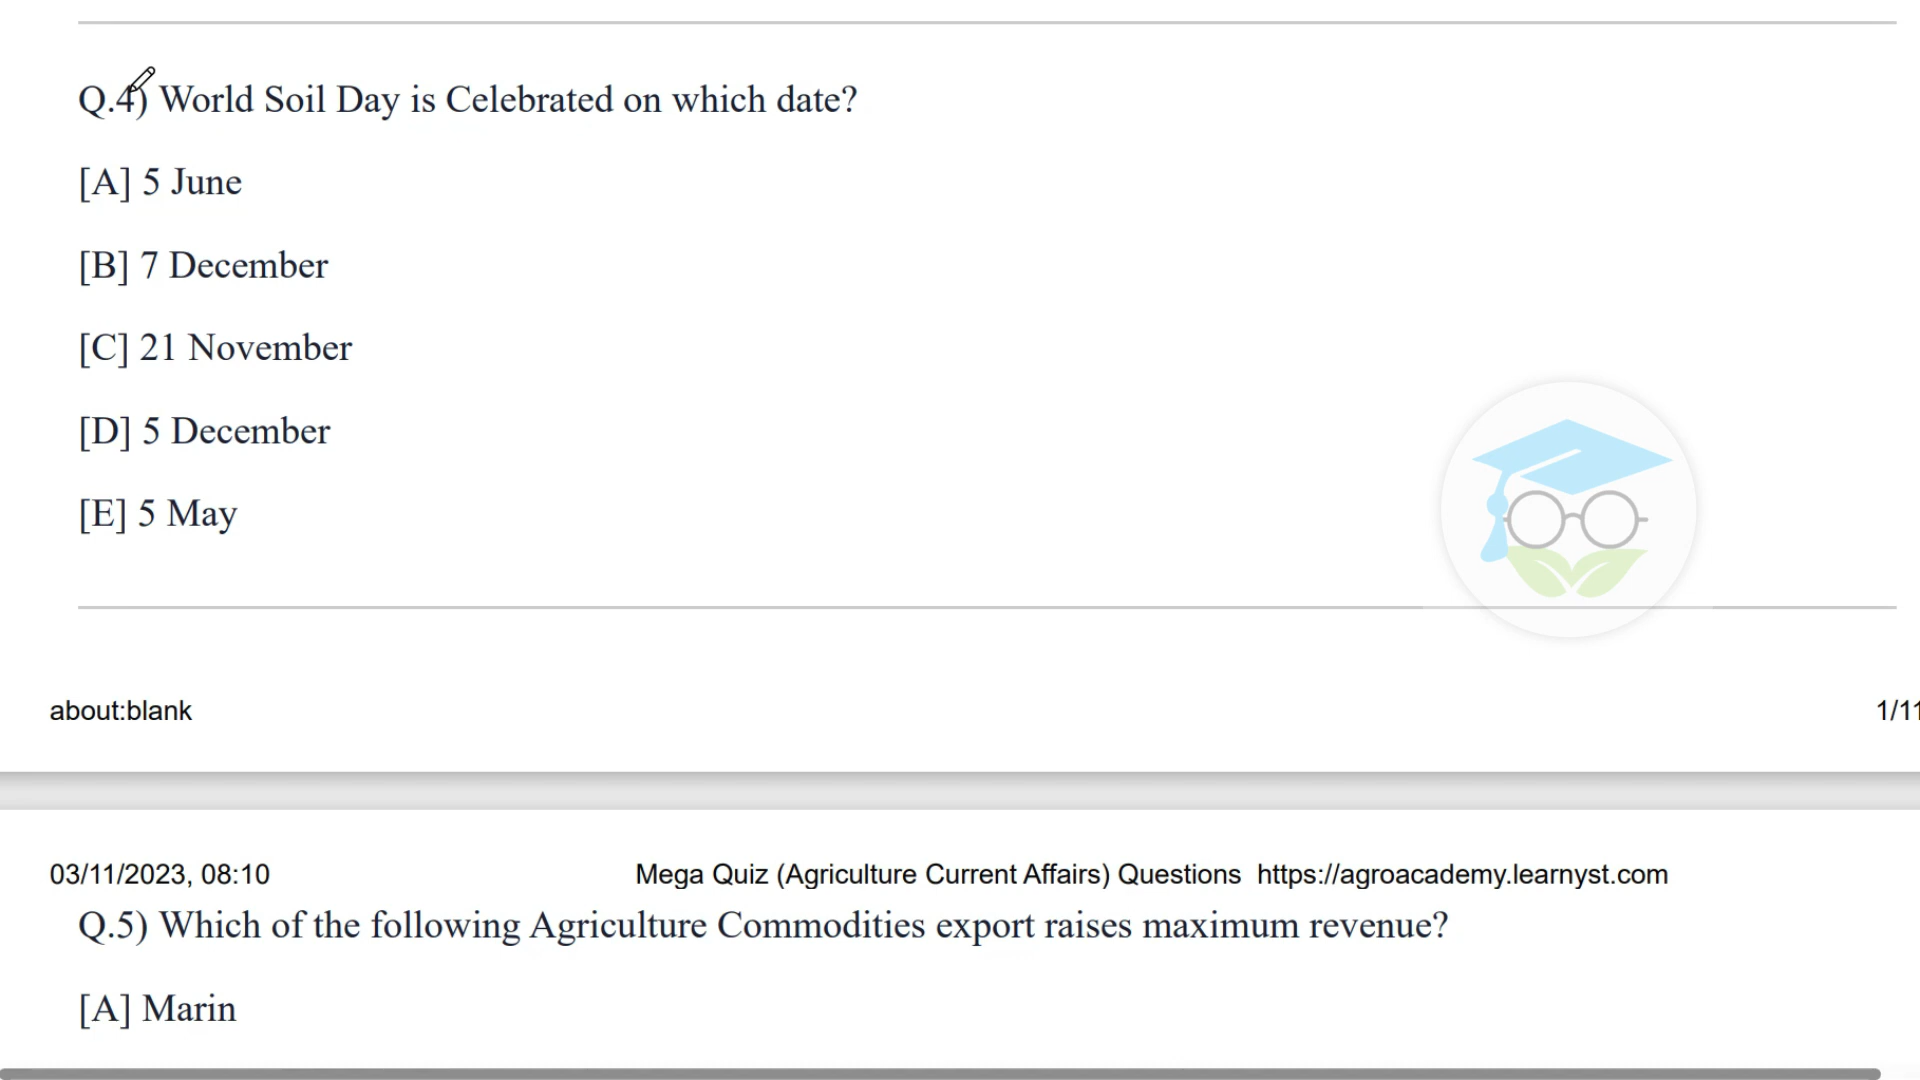 Q.4) World Soil Day is Celebrated on which date?
[A] 5 June
[B] 7 December
[C] 21 November
[D] 5 December
[E] 5 May
about:blank
1/11
03/11/2023, 08:10
Mega Quiz (Agriculture Current Affairs) Questions https://agroacademy.learnyst.com
Q.5) Which of the following Agriculture Commodities export raises maximum revenue?
[A] Marin